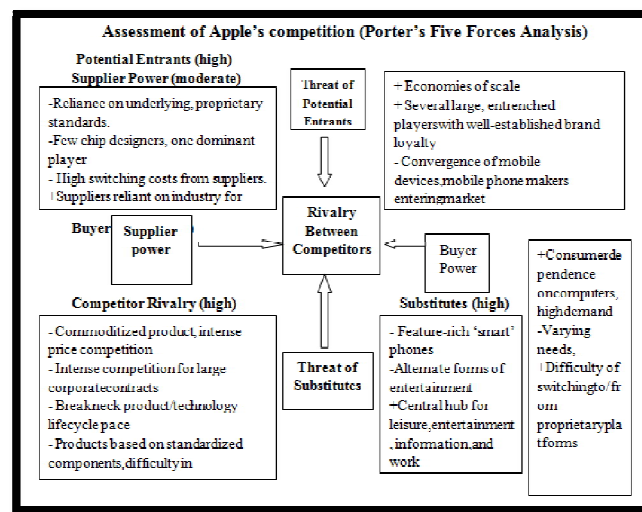 Assessment of Apple's competition (Porter's Five Forces Analysis)
Potential Entrants (high)
Supplier Power (moderate)
-Reliance on underlying, proprietary
standards.
-Few chip designers, one dominant
player
- High switching costs from suppliers.
+Suppliers reliant on industry for
Threat of
Potential
Entrants
+Economies of scale
+Several large, entrenched
playerswith well-established brand
loyalty
- Convergence of mobile
devices,mobile phone makers
enteringmarket
Buyer
Supplier
power
Rivalry
Between
Competitors
Buyer
Power
+Consumerde
pendence
oncomputers,
highdemand
-Varying
needs,
+Difficulty of
switchingto/fr
om
proprietarypla
tforms
Competitor Rivalry (high)
- Commoditized product, intense
price competition
- Intense competition for large
corporatecontracts
-Breakneck product/technology
lifecycle pace
-Products based on standardized
components,difficulty in
Threat of
Substitutes
Substitutes (high)
- Feature-rich 'smart'
phones
-Alternate forms of
entertainment
+Central hub for
leisure,entertainment
,information,and
work